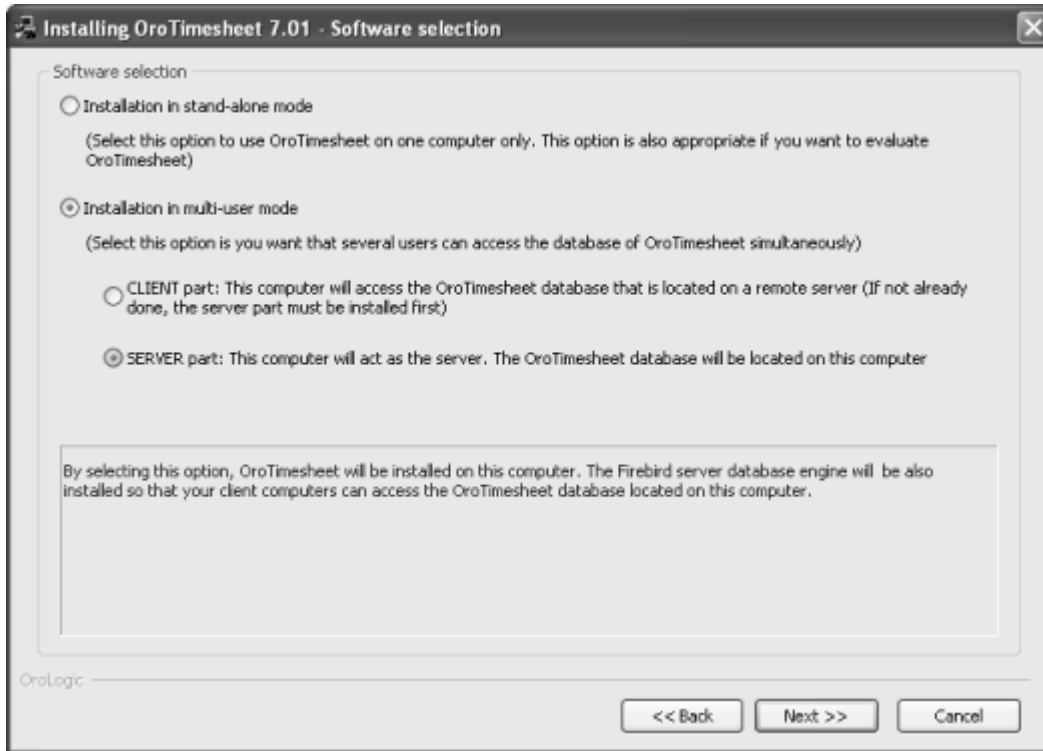 Installing OroTimesheet 7.01 - Software selection
Software selection
Installation in stand-alone mode
(Select this option to use OroTimesheet on one computer only. This option is also appropriate if you want to evaluate
OroTimesheet)
Installation in multi-user mode
(Select this option is you want that several users can access the database of OroTimesheet simultaneously)
CLIENT part: This computer will access the OroTimesheet database that is located on a remote server (If not already
done, the server part must be installed first)
SERVER part: This computer will act as the server. The OroTimesheet database will be located on this computer
By selecting this option, OroTimesheet will be installed on this computer. The Firebird server database engine will be also
installed so that your client computers can access the OroTimesheet database located on this computer.
OroLogic
<< Back
Next >>
Cancel